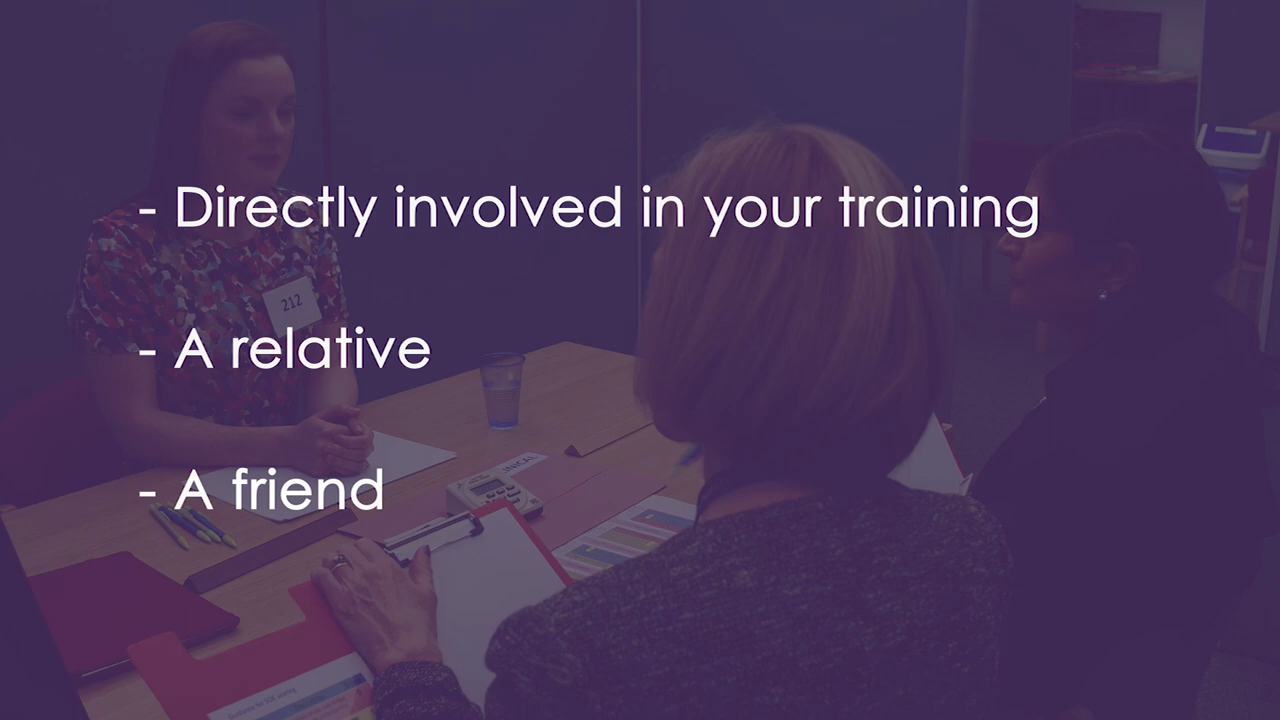 - Directly involved in your training
212
- A relative
- A friend